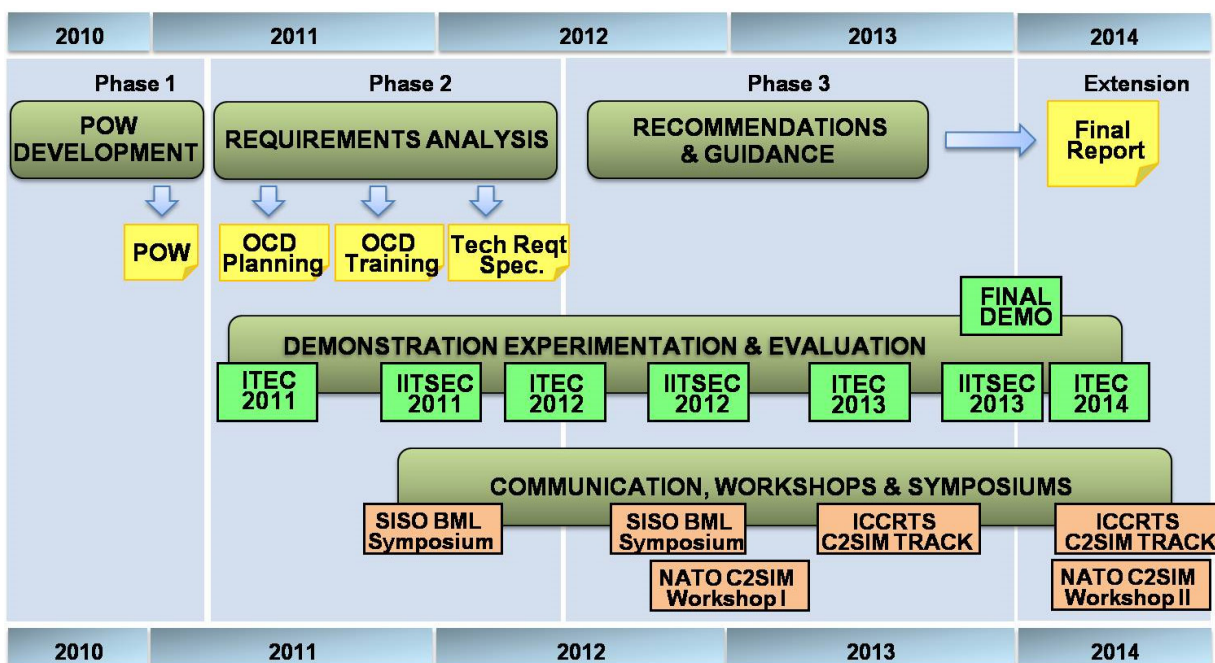 2010 2011 2012 2013 2014
Phase 1 Phase 2 Phase 3 Extension
POW
DEVELOPMENT
REQUIREMENTS ANALYSIS
RECOMMENDATIONS
& GUIDANCE
Final
Report
POW
OCD
Planning
OCD
Training
Tech Reqt
Spec.
FINAL
DEMO
DEMONSTRATION EXPERIMENTATION & EVALUATION
ITEC
2011
IITSEC
2011
ITEC
2012
IITSEC
2012
ITEC
2013
IITSEC
2013
ITEC
2014
COMMUNICATION, WORKSHOPS & SYMPOSIUMS
SISO BML
Symposium
SISO BML
Symposium
ICCRTS
C2SIM TRACK
ICCRTS
C2SIM TRACK
NATO C2SIM
Workshop I
NATO C2SIM
Workshop II
2010 2011 2012 2013 2014